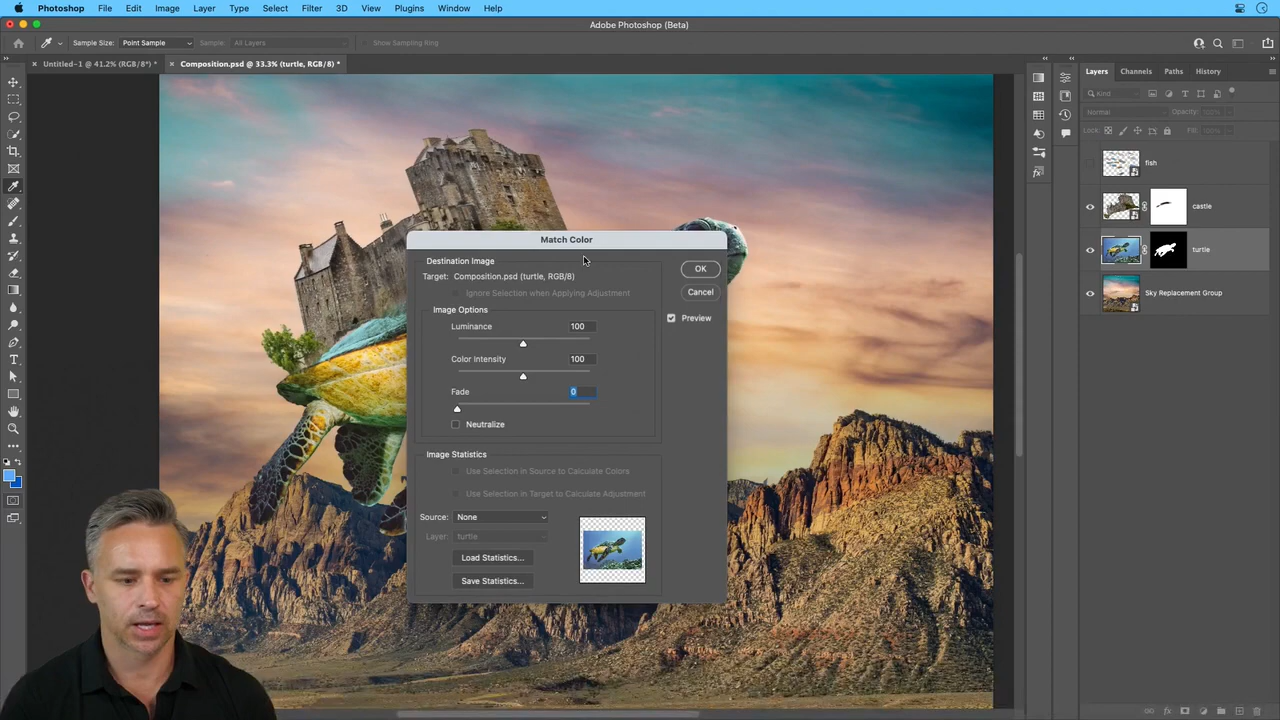 Photoshop File Edit Image Layer Type Select Filter 3D View Plugins Window Help
Adobe Photoshop (Beta)
Sample Size: Point Sample Sample: All Layers Show Sampling Ring
Untitled-1 @ 41.2% (RGB/8*) * Composition.psd @ 33.3% (turtle, RGB/8) *
Layers Channels Paths History
Kind
Normal Opacity: 100%
Lock: Fill: 100%
fish
castle
turtle
Sky Replacement Group
Match Color
Destination Image
Target: Composition.psd (turtle, RGB/8)
Ignore Selection when Applying Adjustment
OK
Cancel
Preview
Image Options
Luminance 100
Color Intensity 100
Fade 0
Neutralize
Image Statistics
Use Selection in Source to Calculate Colors
Use Selection in Target to Calculate Adjustment
Source: None
Layer: turtle
Load Statistics...
Save Statistics...